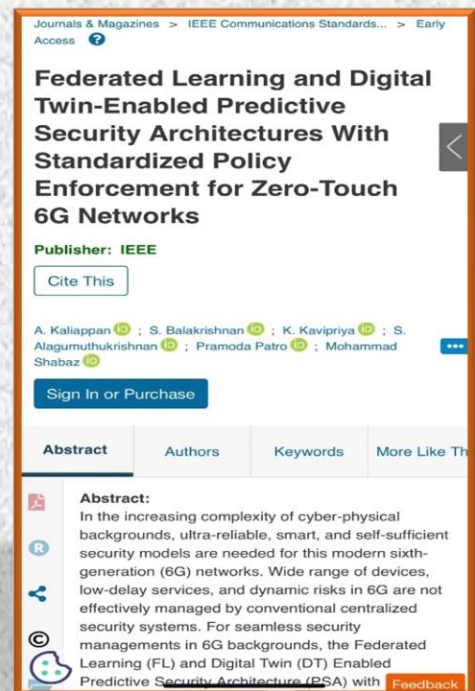 Journals & Magazines > IEEE Communications Standards... > Early
Access ?
Federated Learning and Digital
Twin-Enabled Predictive
Security Architectures With
Standardized Policy
Enforcement for Zero-Touch
6G Networks
Publisher: IEEE
Cite This
A. Kaliappan iD ; S. Balakrishnan iD ; K. Kavipriya iD ; S.
Alagumuthukrishnan iD ; Pramoda Patro iD ; Mohammad
Shabaz iD
Sign In or Purchase
Abstract Authors Keywords More Like Th
Abstract:
In the increasing complexity of cyber-physical
backgrounds, ultra-reliable, smart, and self-sufficient
security models are needed for this modern sixth-
generation (6G) networks. Wide range of devices,
low-delay services, and dynamic risks in 6G are not
effectively managed by conventional centralized
security systems. For seamless security
managements in 6G backgrounds, the Federated
Learning (FL) and Digital Twin (DT) Enabled
Predictive Security Architecture (PSA) with
Feedback